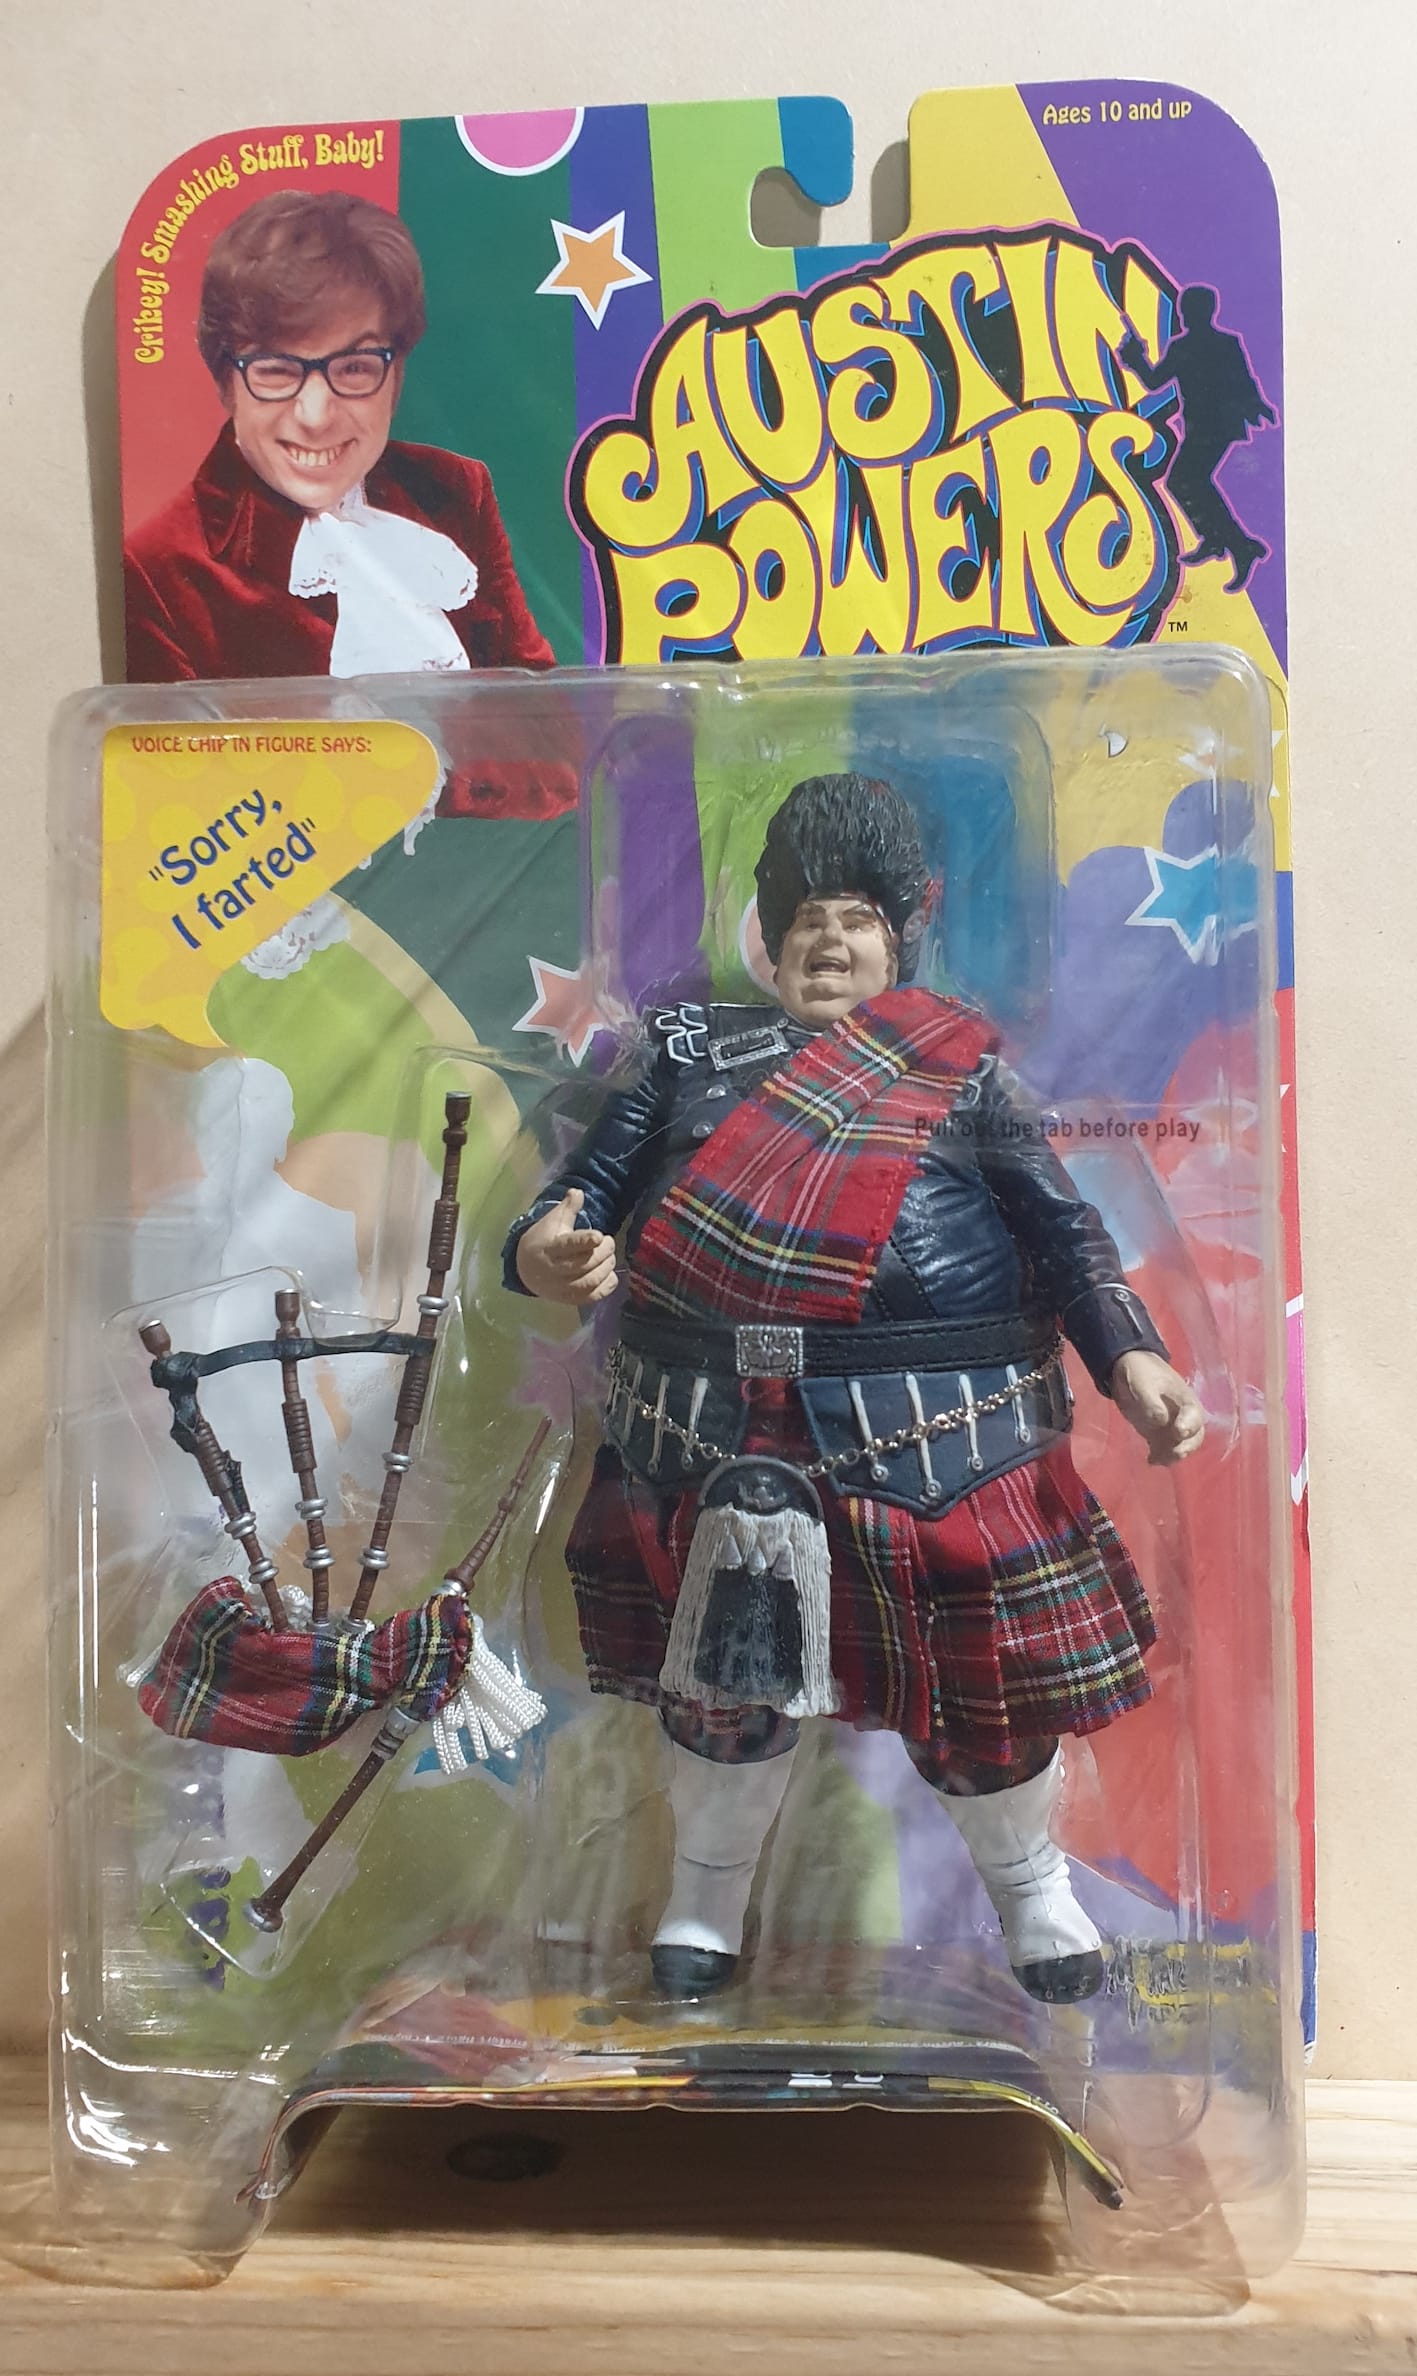 Crikey! Smashing Stuff, Baby!
Ages 10 and up
AUSTIN
POWERS
TM
VOICE CHIP IN FIGURE SAYS:
"Sorry,
I farted"
Pull out the tab before play